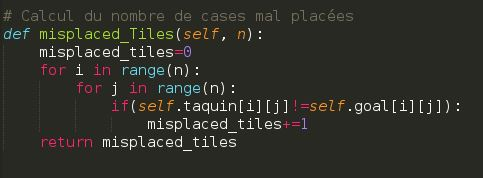 # Calcul du nombre de cases mal placées
def misplaced_Tiles(self, n):
    misplaced_tiles=0
    for i in range(n):
        for j in range(n):
            if(self.taquin[i][j]!=self.goal[i][j]):
                misplaced_tiles+=1
    return misplaced_tiles